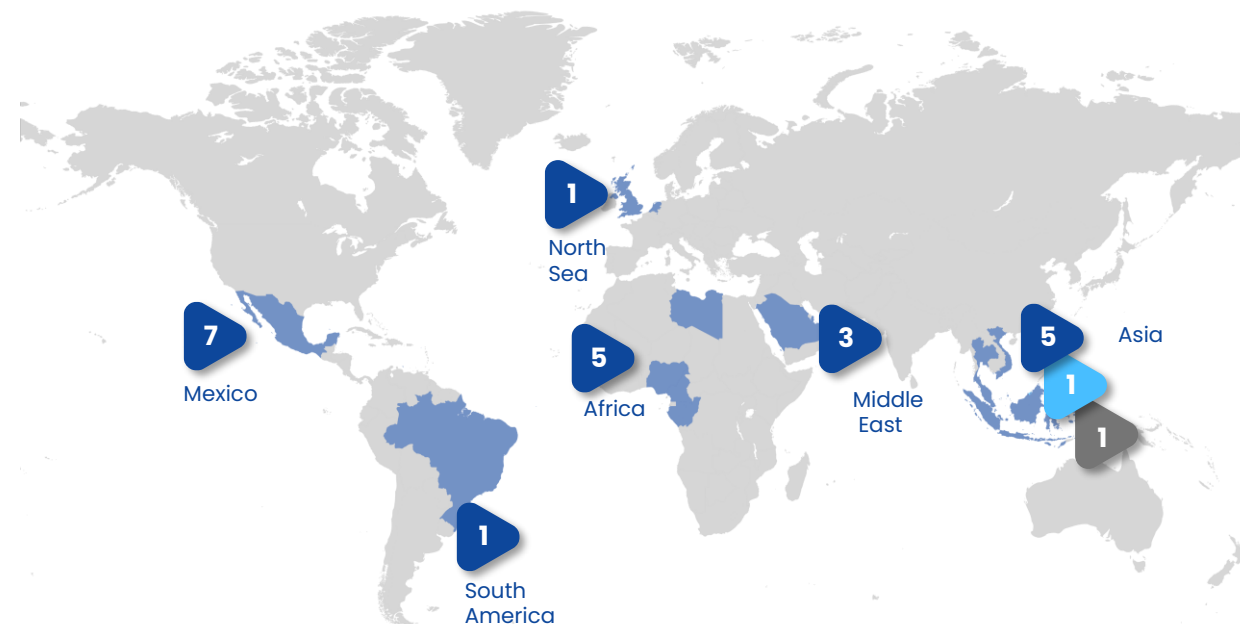 1
North
Sea
7
Mexico
5
Africa
3
Middle
East
5
Asia
1
1
1
South
America